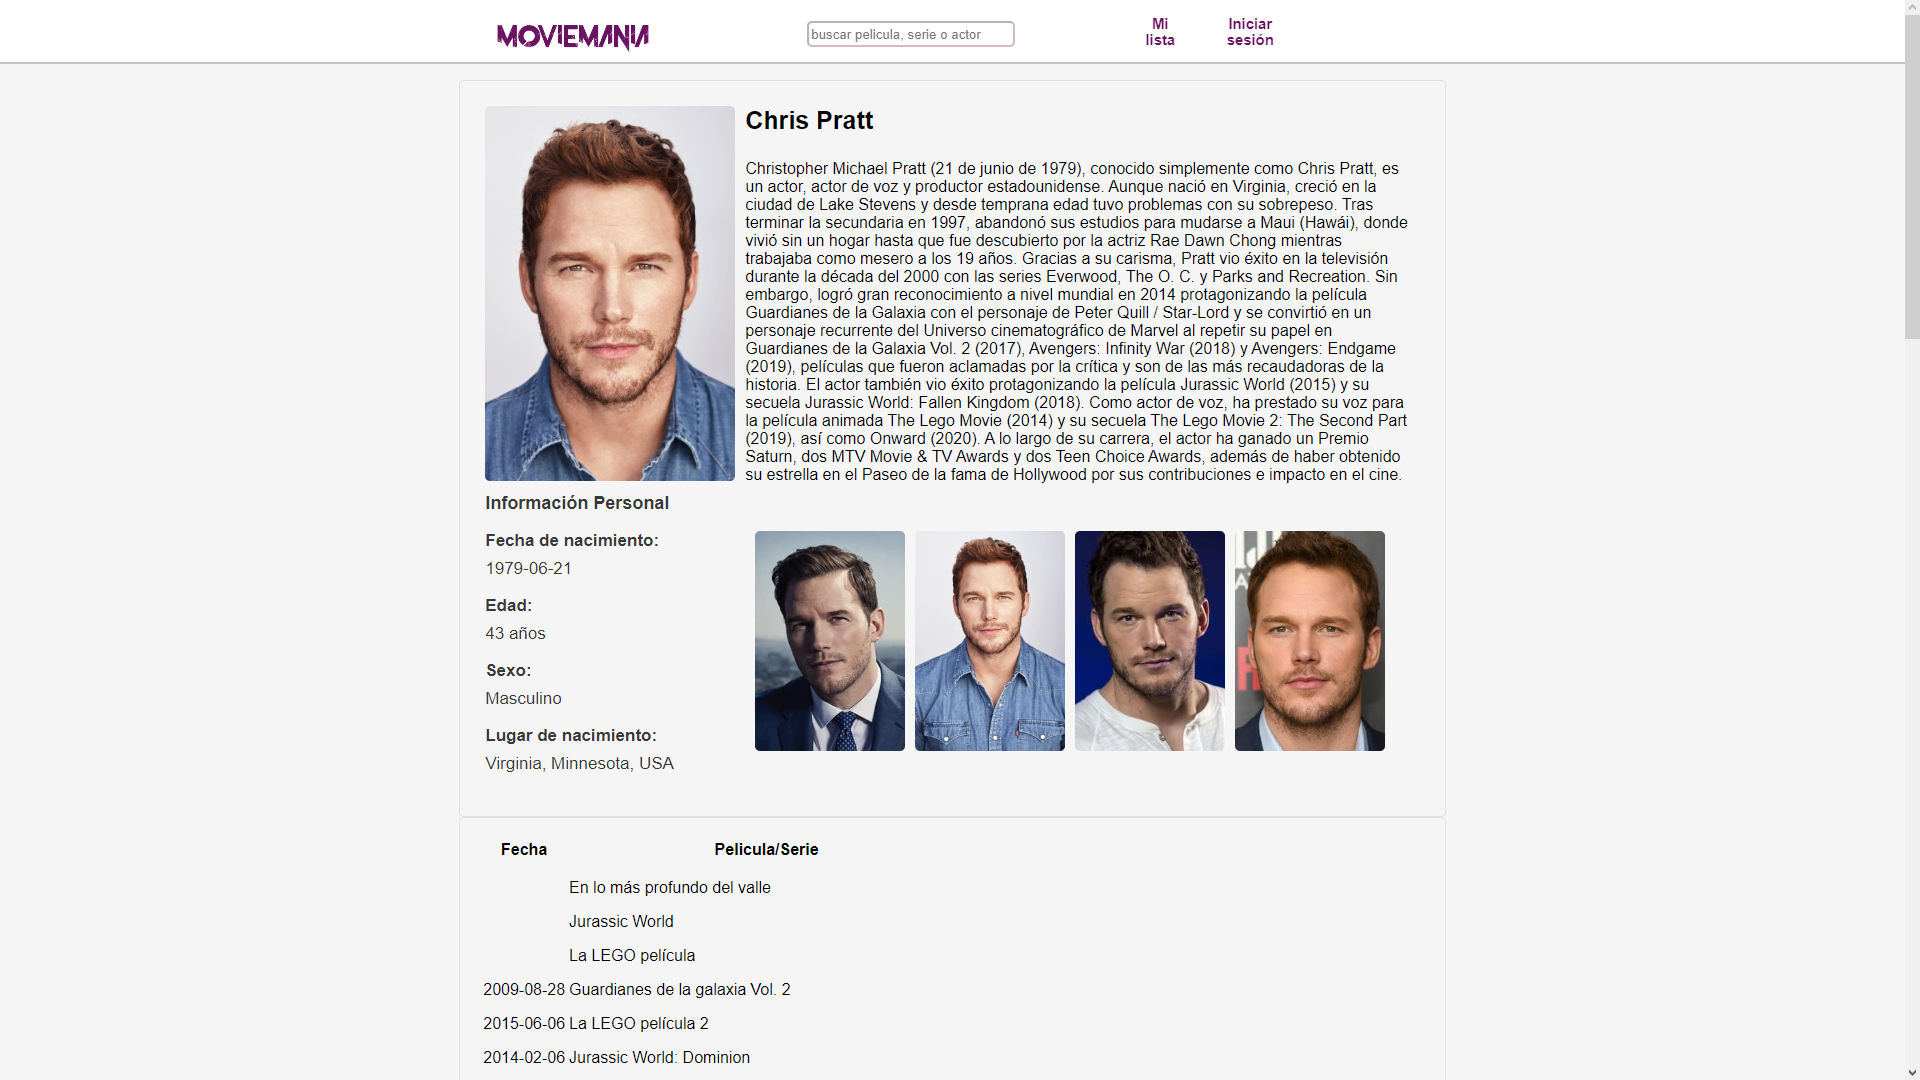 MOVIEMANIA
buscar pelicula, serie o actor
Mi
lista
Iniciar
sesión
Chris Pratt
Christopher Michael Pratt (21 de junio de 1979), conocido simplemente como Chris Pratt, es
un actor, actor de voz y productor estadounidense. Aunque nació en Virginia, creció en la
ciudad de Lake Stevens y desde temprana edad tuvo problemas con su sobrepeso. Tras
terminar la secundaria en 1997, abandonó sus estudios para mudarse a Maui (Hawái), donde
vivió sin un hogar hasta que fue descubierto por la actriz Rae Dawn Chong mientras
trabajaba como mesero a los 19 años. Gracias a su carisma, Pratt vio éxito en la televisión
durante la década del 2000 con las series Everwood, The O. C. y Parks and Recreation. Sin
embargo, logró gran reconocimiento a nivel mundial en 2014 protagonizando la película
Guardianes de la Galaxia con el personaje de Peter Quill / Star-Lord y se convirtió en un
personaje recurrente del Universo cinematográfico de Marvel al repetir su papel en
Guardianes de la Galaxia Vol. 2 (2017), Avengers: Infinity War (2018) y Avengers: Endgame
(2019), películas que fueron aclamadas por la crítica y son de las más recaudadoras de la
historia. El actor también vio éxito protagonizando la película Jurassic World (2015) y su
secuela Jurassic World: Fallen Kingdom (2018). Como actor de voz, ha prestado su voz para
la película animada The Lego Movie (2014) y su secuela The Lego Movie 2: The Second Part
(2019), así como Onward (2020). A lo largo de su carrera, el actor ha ganado un Premio
Saturn, dos MTV Movie & TV Awards y dos Teen Choice Awards, además de haber obtenido
su estrella en el Paseo de la fama de Hollywood por sus contribuciones e impacto en el cine.
Información Personal
Fecha de nacimiento:
1979-06-21
Edad:
43 años
Sexo:
Masculino
Lugar de nacimiento:
Virginia, Minnesota, USA
Fecha Pelicula/Serie
En lo más profundo del valle
Jurassic World
La LEGO película
2009-08-28 Guardianes de la galaxia Vol. 2
2015-06-06 La LEGO película 2
2014-02-06 Jurassic World: Dominion